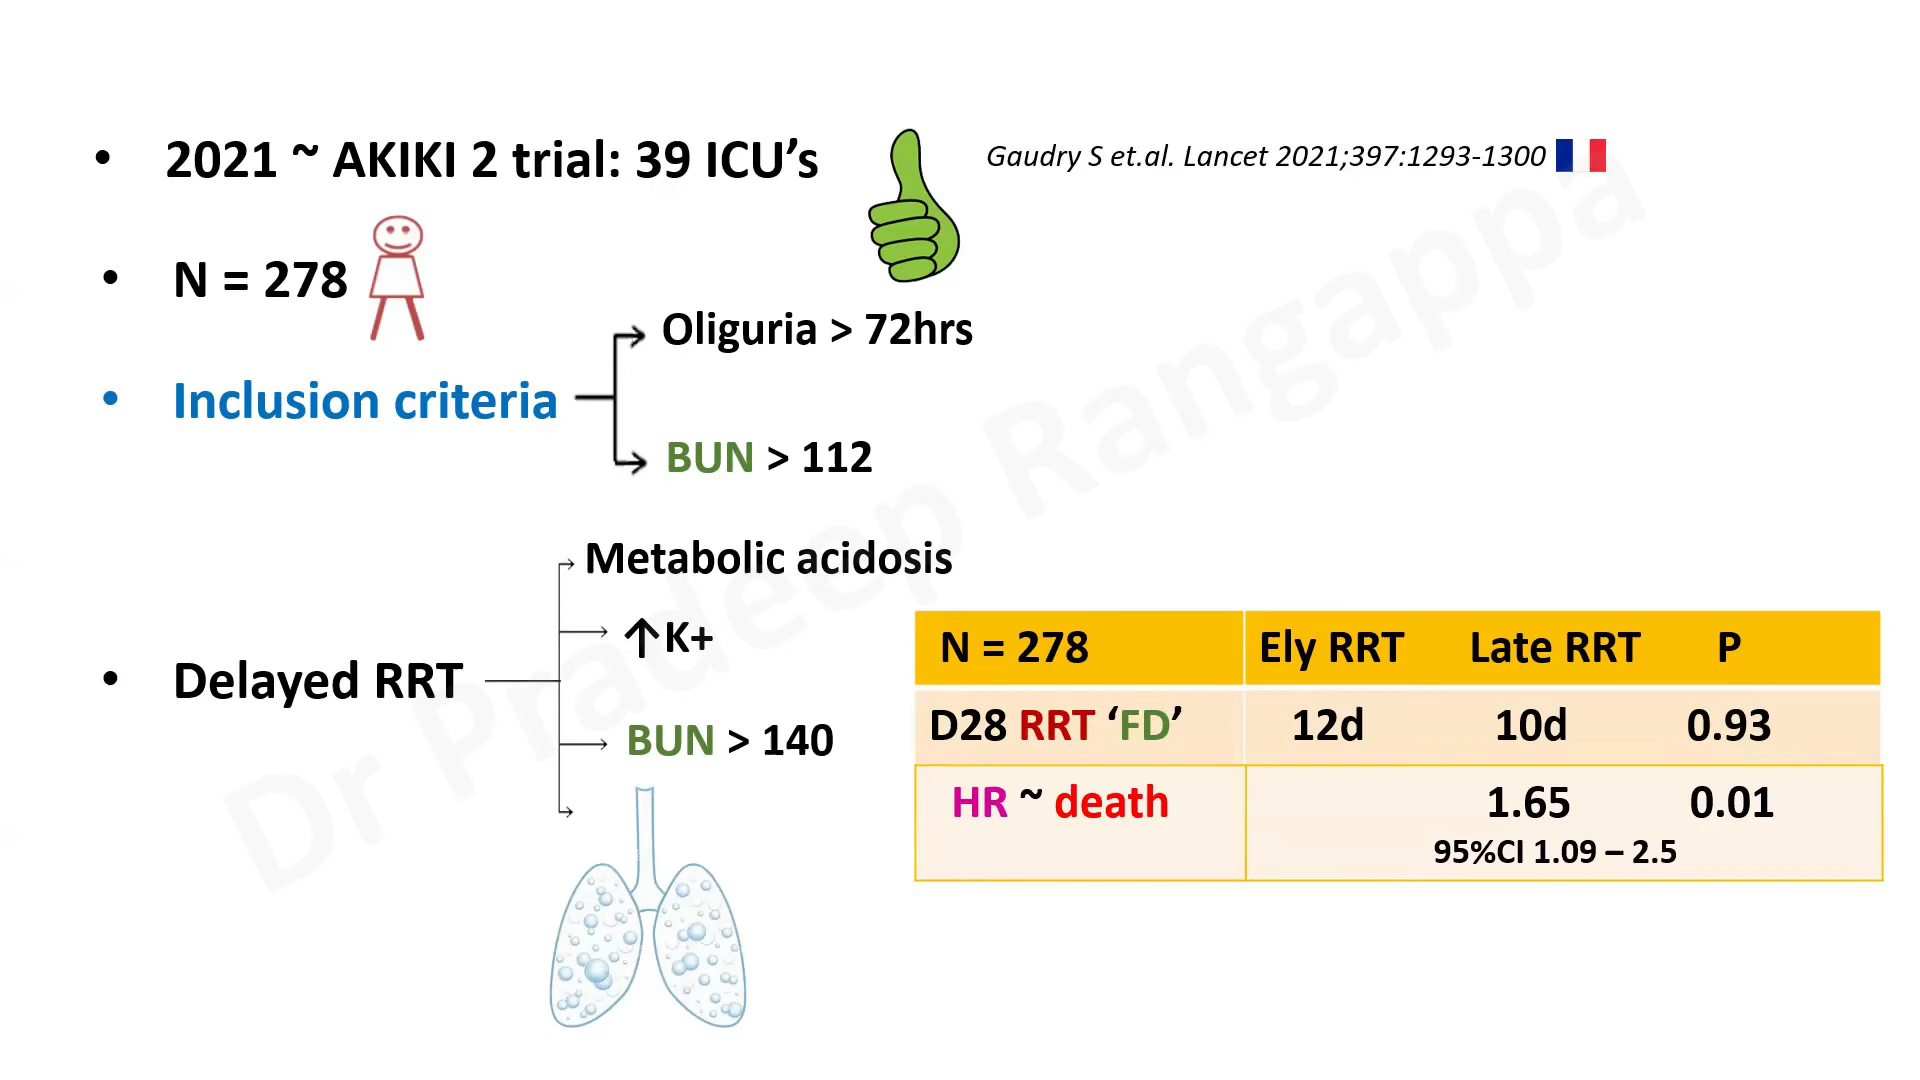 • 2021 ~ AKIKI 2 trial: 39 ICU’s
Gaudry S et.al. Lancet 2021;397:1293-1300
• N = 278
• Inclusion criteria
Oliguria > 72hrs
BUN > 112
• Delayed RRT
Metabolic acidosis
↑K+
BUN > 140
N = 278 Ely RRT Late RRT P
D28 RRT ‘FD’ 12d 10d 0.93
HR ~ death 1.65 0.01
95%CI 1.09 – 2.5
Dr Pradeep Rangappa